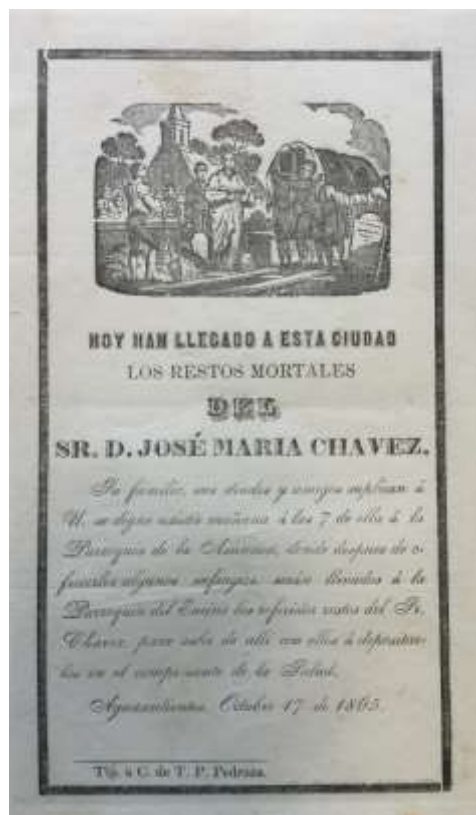 HOY HAN LLEGADO A ESTA CIUDAD
LOS RESTOS MORTALES
DEL
SR. D. JOSÉ MARIA CHAVEZ.
Su familia, sus deudos y amigos suplican á
U. se digne asistir mañana á las 7 de ella á la
Parroquia de la Asuncion, donde despues de o-
frecerles algunos sufragios, serán llevados á la
Parroquia del Encino los referidos restos del Sr.
Chavez, para salir de allí con ellos á depositar-
los en el camposanto de la Salud.
Aguascalientes, Octubre 17 de 1865.
Tip. á C. de T. P. Pedroza.